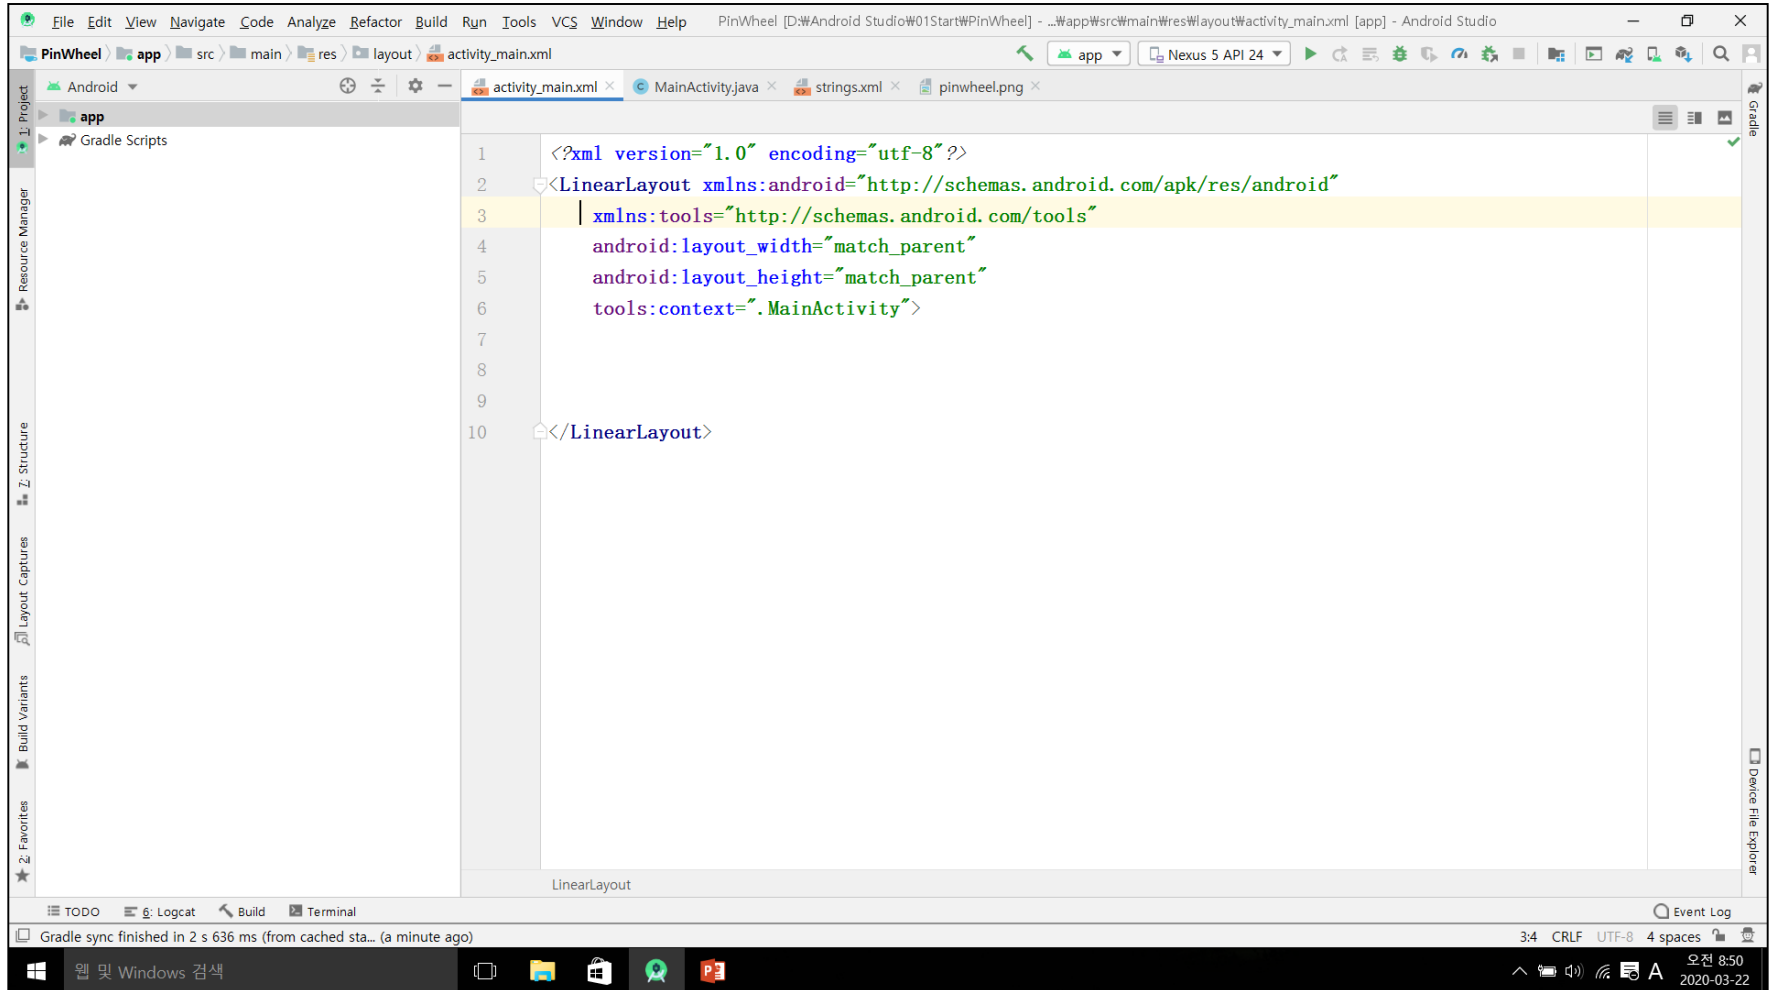 File Edit View Navigate Code Analyze Refactor Build Run Tools VCS Window Help PinWheel [D:₩Android Studio₩01Start₩PinWheel] - ...₩app₩src₩main₩res₩layout₩activity_main.xml [app] - Android Studio
PinWheel app src main res layout activity_main.xml app Nexus 5 API 24
Android
activity_main.xml MainActivity.java strings.xml pinwheel.png
app
Gradle Scripts
1: Project
Resource Manager
7: Structure
Layout Captures
Build Variants
2: Favorites
1 <?xml version="1.0" encoding="utf-8"?>
2 <LinearLayout xmlns:android="http://schemas.android.com/apk/res/android"
3 xmlns:tools="http://schemas.android.com/tools"
4 android:layout_width="match_parent"
5 android:layout_height="match_parent"
6 tools:context=".MainActivity">
7
8
9
10 </LinearLayout>
Gradle
Device File Explorer
LinearLayout
TODO 6: Logcat Build Terminal Event Log
Gradle sync finished in 2 s 636 ms (from cached sta... (a minute ago) 3:4 CRLF UTF-8 4 spaces
웹 및 Windows 검색 A 오전 8:50
2020-03-22